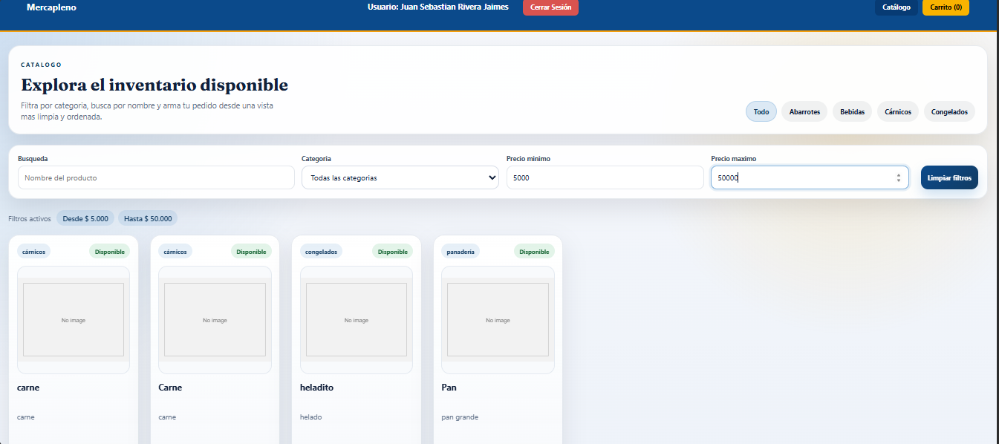 Mercapleno
Usuario: Juan Sebastian Rivera Jaimes
Cerrar Sesión
Catálogo
Carrito (0)
CATALOGO
Explora el inventario disponible
Filtra por categoria, busca por nombre y arma tu pedido desde una vista
mas limpia y ordenada.
Todo
Abarrotes
Bebidas
Cárnicos
Congelados
Busqueda
Categoria
Precio minimo
Precio maximo
Nombre del producto
Todas las categorias
5000
50000
Limpiar filtros
Filtros activos
Desde $ 5.000
Hasta $ 50.000
cárnicos
Disponible
cárnicos
Disponible
congelados
Disponible
panadería
Disponible
No image
No image
No image
No image
carne
Carne
heladito
Pan
carne
carne
helado
pan grande